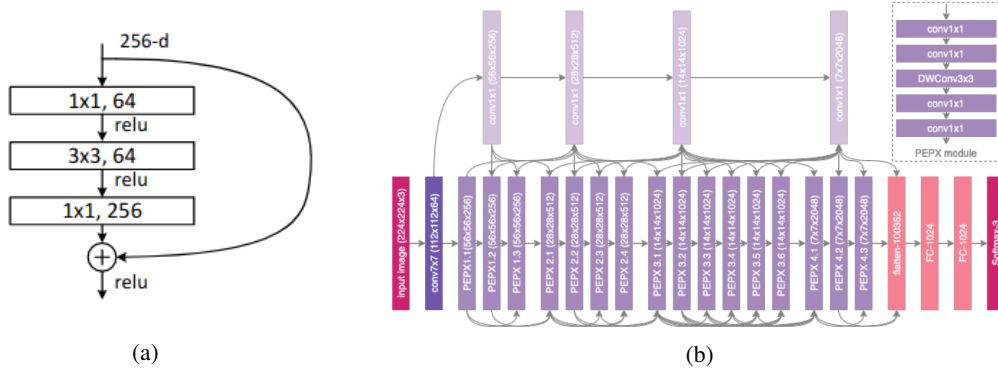 256-d
1x1, 64
relu
3x3, 64
relu
1x1, 256
+
relu
(a)
conv1x1 (56x56x256)
conv1x1 (28x28x512)
conv1x1 (14x14x1024)
conv1x1 (7x7x2048)
conv1x1
conv1x1
DWConv3x3
conv1x1
conv1x1
PEPX module
input image (224x224x3)
conv7x7 (112x112x64)
PEPX1.1(56x56x256)
PEPX1.2 (56x56x256)
PEPX 1.3 (56x56x256)
PEPX 2.1 (28x28x512)
PEPX 2.2 (28x28x512)
PEPX 2.3 (28x28x512)
PEPX 2.4 (28x28x512)
PEPX 3.1 (14x14x1024)
PEPX 3.2 (14x14x1024)
PEPX 3.3 (14x14x1024)
PEPX 3.4 (14x14x1024)
PEPX 3.5 (14x14x1024)
PEPX 3.6 (14x14x1024)
PEPX 4.1 (7x7x2048)
PEPX 4.2 (7x7x2048)
PEPX 4.3 (7x7x2048)
flatten-100352
FC-1024
FC-1024
Softmax-3
(b)